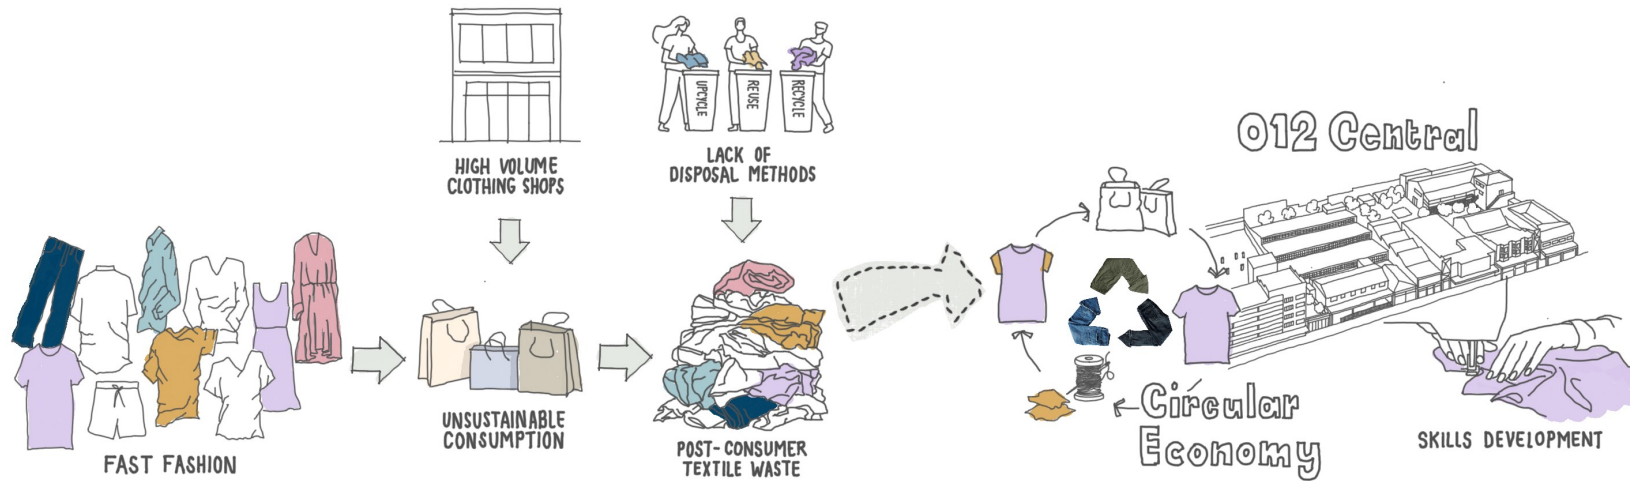 HIGH VOLUME
CLOTHING SHOPS
UPCYCLE
REUSE
RECYCLE
LACK OF
DISPOSAL METHODS
FAST FASHION
UNSUSTAINABLE
CONSUMPTION
POST-CONSUMER
TEXTILE WASTE
012 Central
Circular
Economy
SKILLS DEVELOPMENT